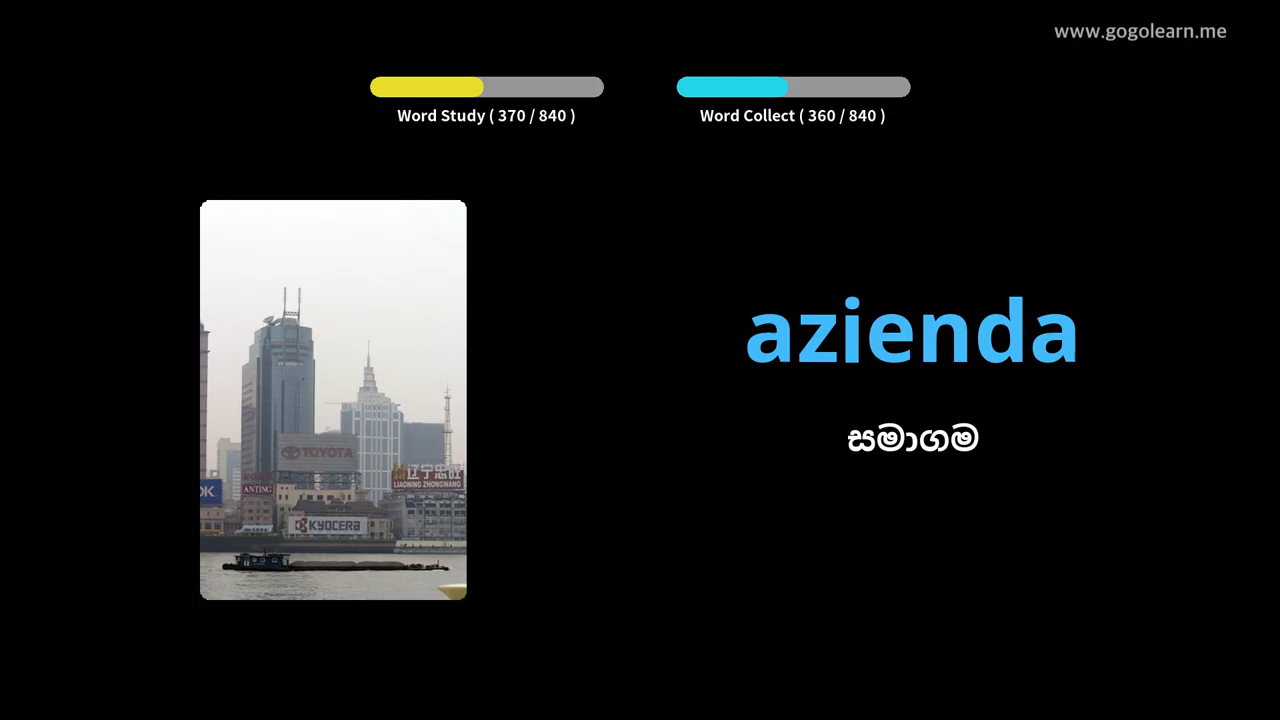 www.gogolearn.me
Word Study ( 370 / 840 )
Word Collect ( 360 / 840 )
azienda
සමාගම
TOYOTA
辽宁忠旺
LIAONING ZHONGWANG
OK
ANTING
KYOCERA